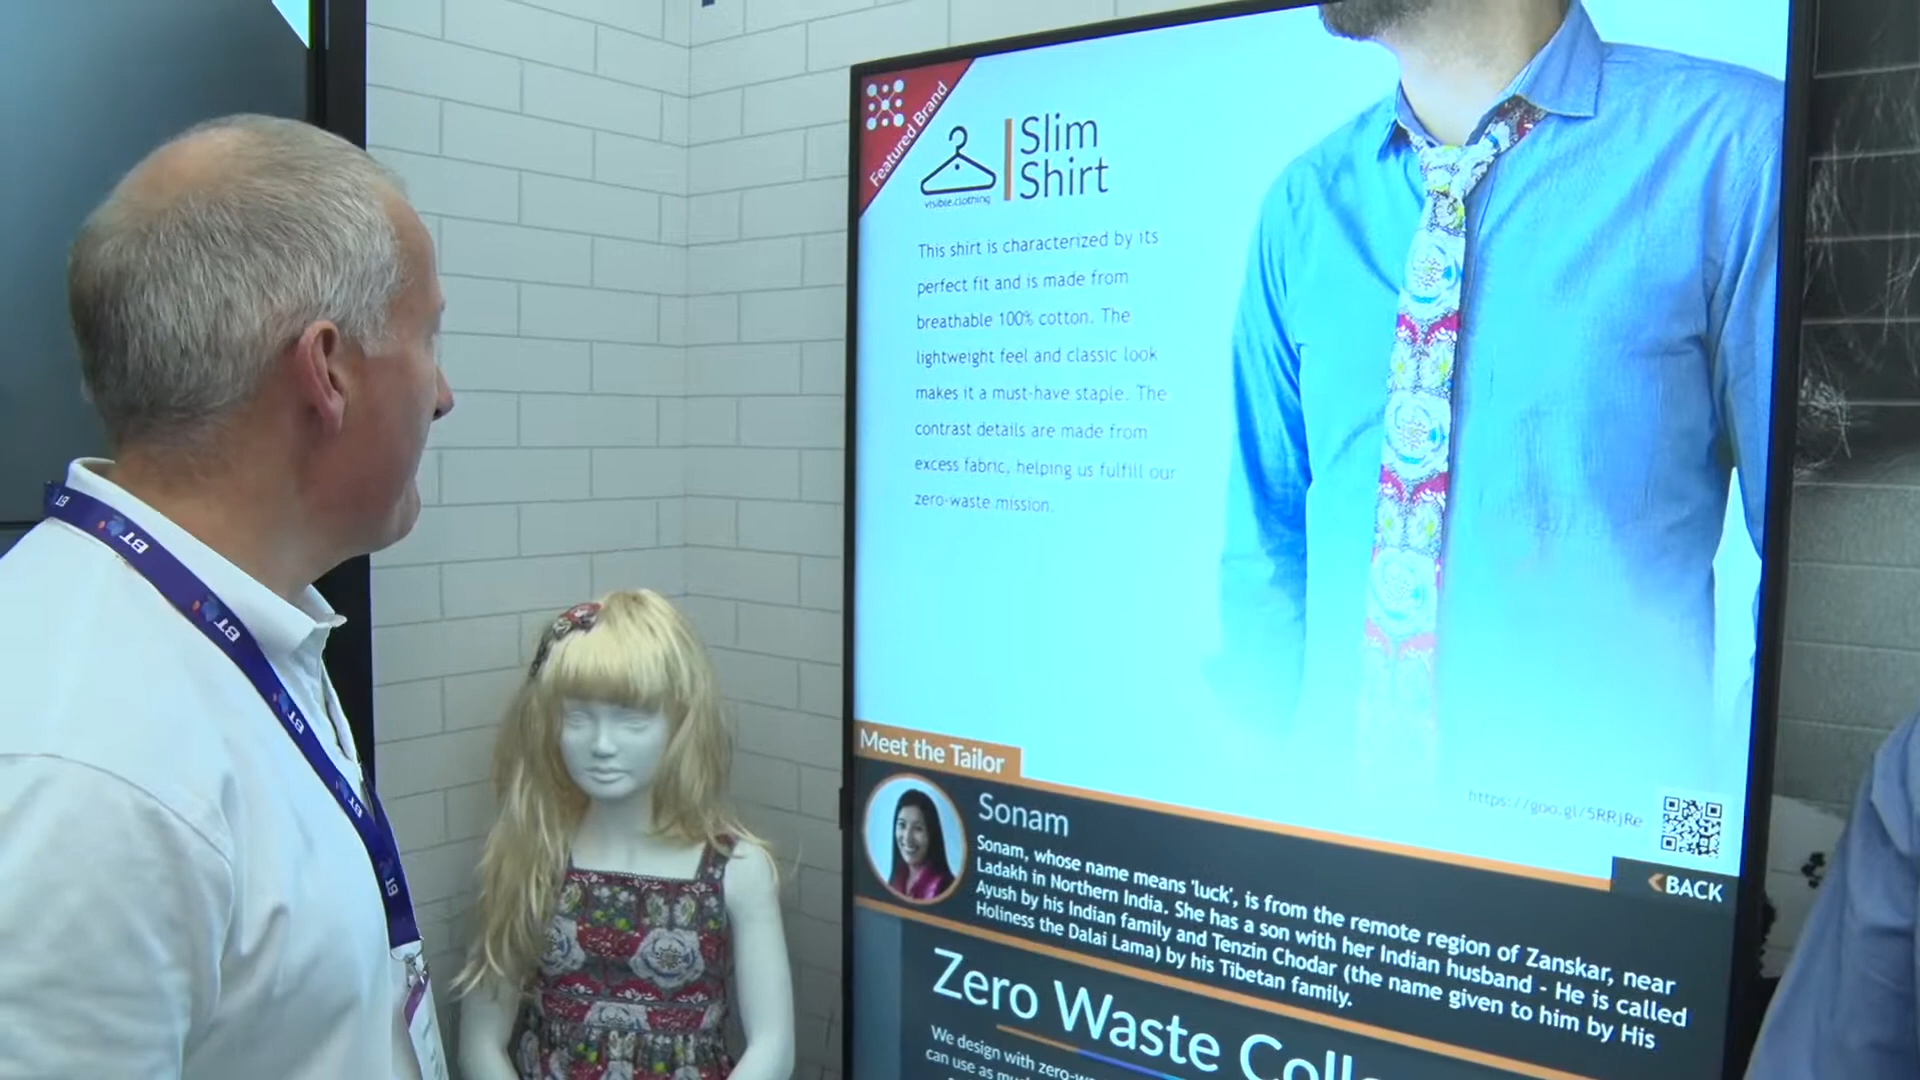 Featured Brand
visible.clothing
Slim
Shirt
This shirt is characterized by its
perfect fit and is made from
breathable 100% cotton. The
lightweight feel and classic look
makes it a must-have staple. The
contrast details are made from
excess fabric, helping us fulfill our
zero-waste mission.
https://goo.gl/5RRjRe
BACK
Meet the Tailor
Sonam
Sonam, whose name means 'luck', is from the remote region of Zanskar, near
Ladakh in Northern India. She has a son with her Indian husband - He is called
Ayush by his Indian family and Tenzin Chodar (the name given to him by His
Holiness the Dalai Lama) by his Tibetan family.
Zero Waste
We design with
can use as
BT
BT
BT
BT
BT